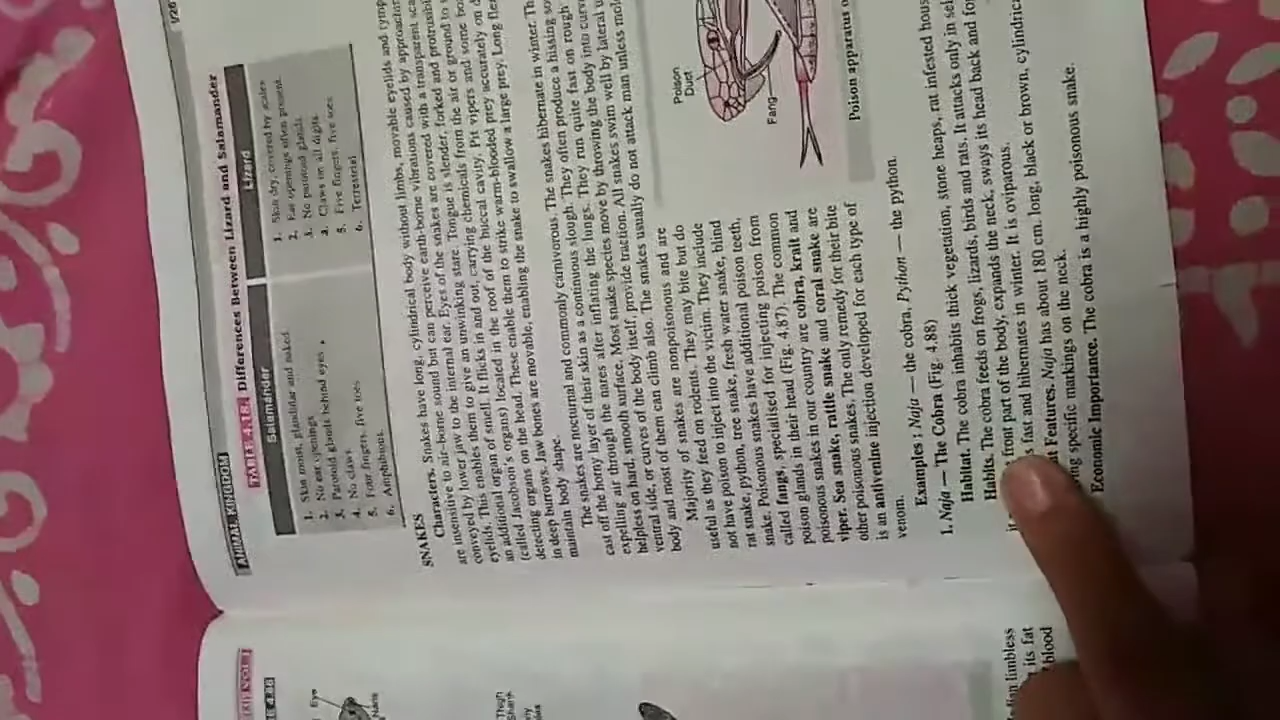 ANIMAL KINGDOM
1/26
TABLE 4.18. Differences Between Lizard and Salamander
Salamander
Lizard
1. Skin moist, glandular and naked
2. No ear openings
3. Parotoid glands behind eyes
4. No claws
5. Four fingers, five toes
6. Amphibious
1. Skin dry, covered by scales
2. Ear openings often present.
3. No parotoid glands
4. Claws on all digits
5. Five fingers, five toes
6. Terrestrial
SNAKES
Characters. Snakes have long, cylindrical body without limbs, movable eyelids and
are insensitive to air-borne sound but can perceive earth-borne vibrations caused by
conveyed by lower jaw to the internal ear. Eyes of the snakes are covered with a transparent
eyelid. This enables them to give an unwinking stare. Tongue is slender, forked and
organ of smell. It flicks in and out, carrying chemicals from the air or ground to
an additional organ of smell. (called Jacobson's organs) located in the roof of the buccal cavity. Pit vipers and some
detecting organs on the head. These enable them to strike warm-blooded prey accurately on
in deep burrows. Jaw bones are movable, enabling the snake to swallow a large prey. Long
maintain body shape.
The snakes are nocturnal and commonly carnivorous. The snakes hibernate in winter.
cast off the horny layer of their skin as a continuous slough. They often produce a hissing
expelling air through the nares after inflating the lungs. They run quite fast on rough
helpless on hard, smooth surface. Most snake species move by throwing the body into
ventral side, or curves of the body itself, provide traction. All snakes swim well by lateral
body and most of them can climb also. The snakes usually do not attack man unless
Majority of snakes are nonpoisonous and are
useful as they feed on rodents. They may bite but do
not have poison to inject into the victim. They include
rat snake, python, tree snake, fresh water snake, blind
snake. Poisonous snakes have additional poison teeth,
called fangs, specialised for injecting poison from
poison glands in their head (Fig. 4.87) The common
poisonous snakes in our country are cobra, krait and
viper. Sea snake, rattle snake and coral snake are
other poisonous snakes. The only remedy for their bite
is an antivenine injection developed for each type of
venom.
Poison
Duct
Fang
Poison apparatus
Examples : Naja — the cobra, Python — the python.
1. Naja — The Cobra (Fig. 4.88)
Habitat. The cobra inhabits thick vegetation, stone heaps, rat infested
Habits. The cobra feeds on frogs, lizards, birds and rats. It attacks only in
front part of the body, expands the neck, sways its head back and
fast and hibernates in winter. It is oviparous.
Features. Naja has about 180 cm. long, black or brown,
specific markings on the neck.
Economic Importance. The cobra is a highly poisonous snake.
Eye
Naris
limbless
its fat
blood